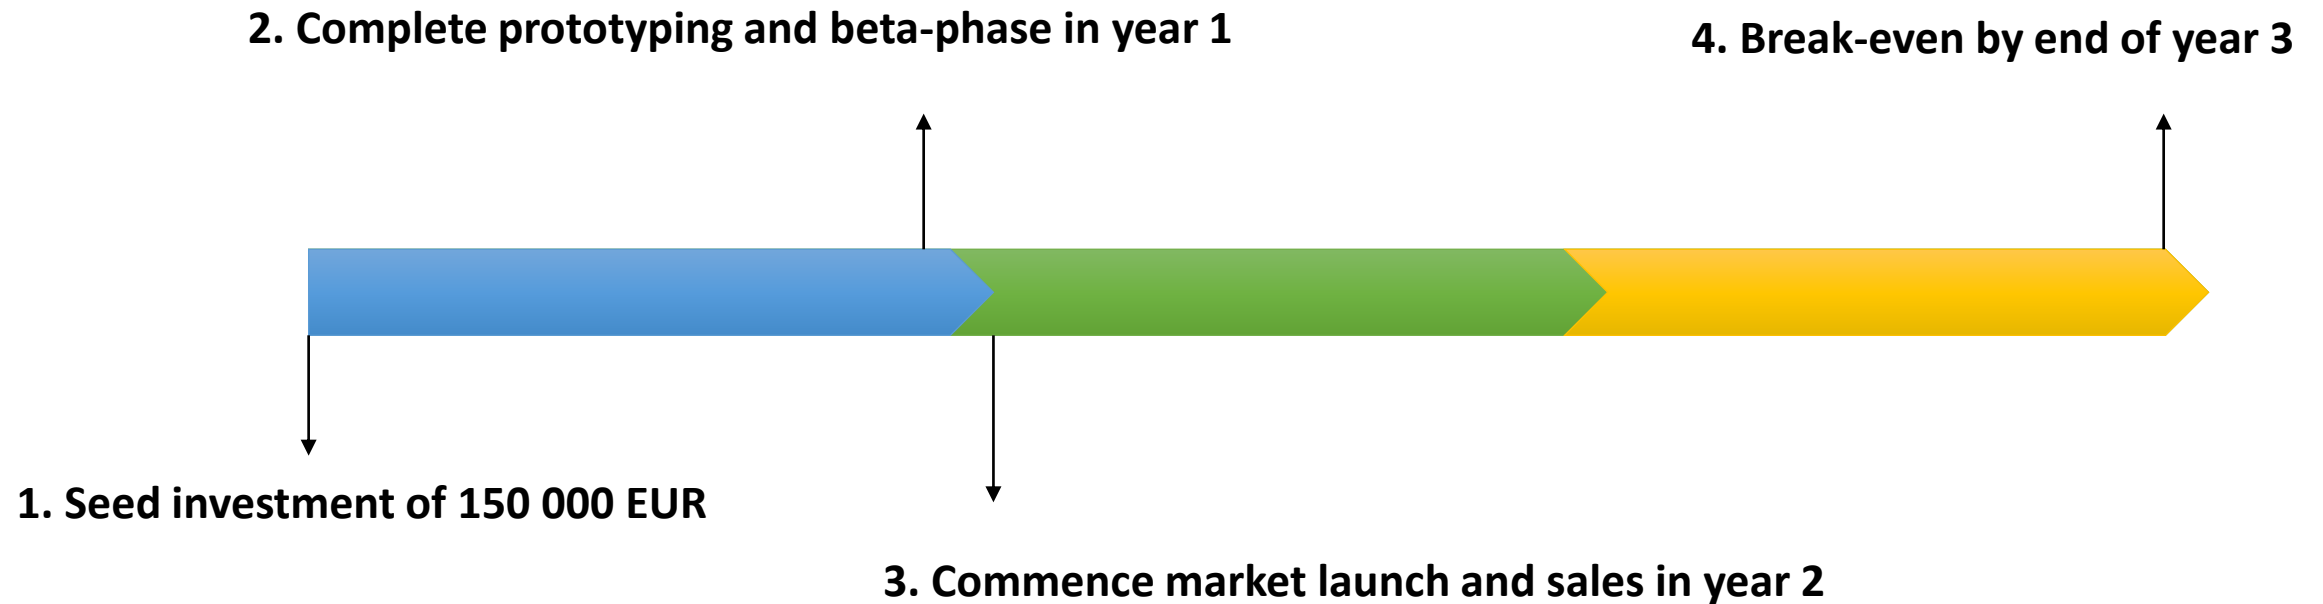 2. Complete prototyping and beta-phase in year 1
4. Break-even by end of year 3
1. Seed investment of 150 000 EUR
3. Commence market launch and sales in year 2